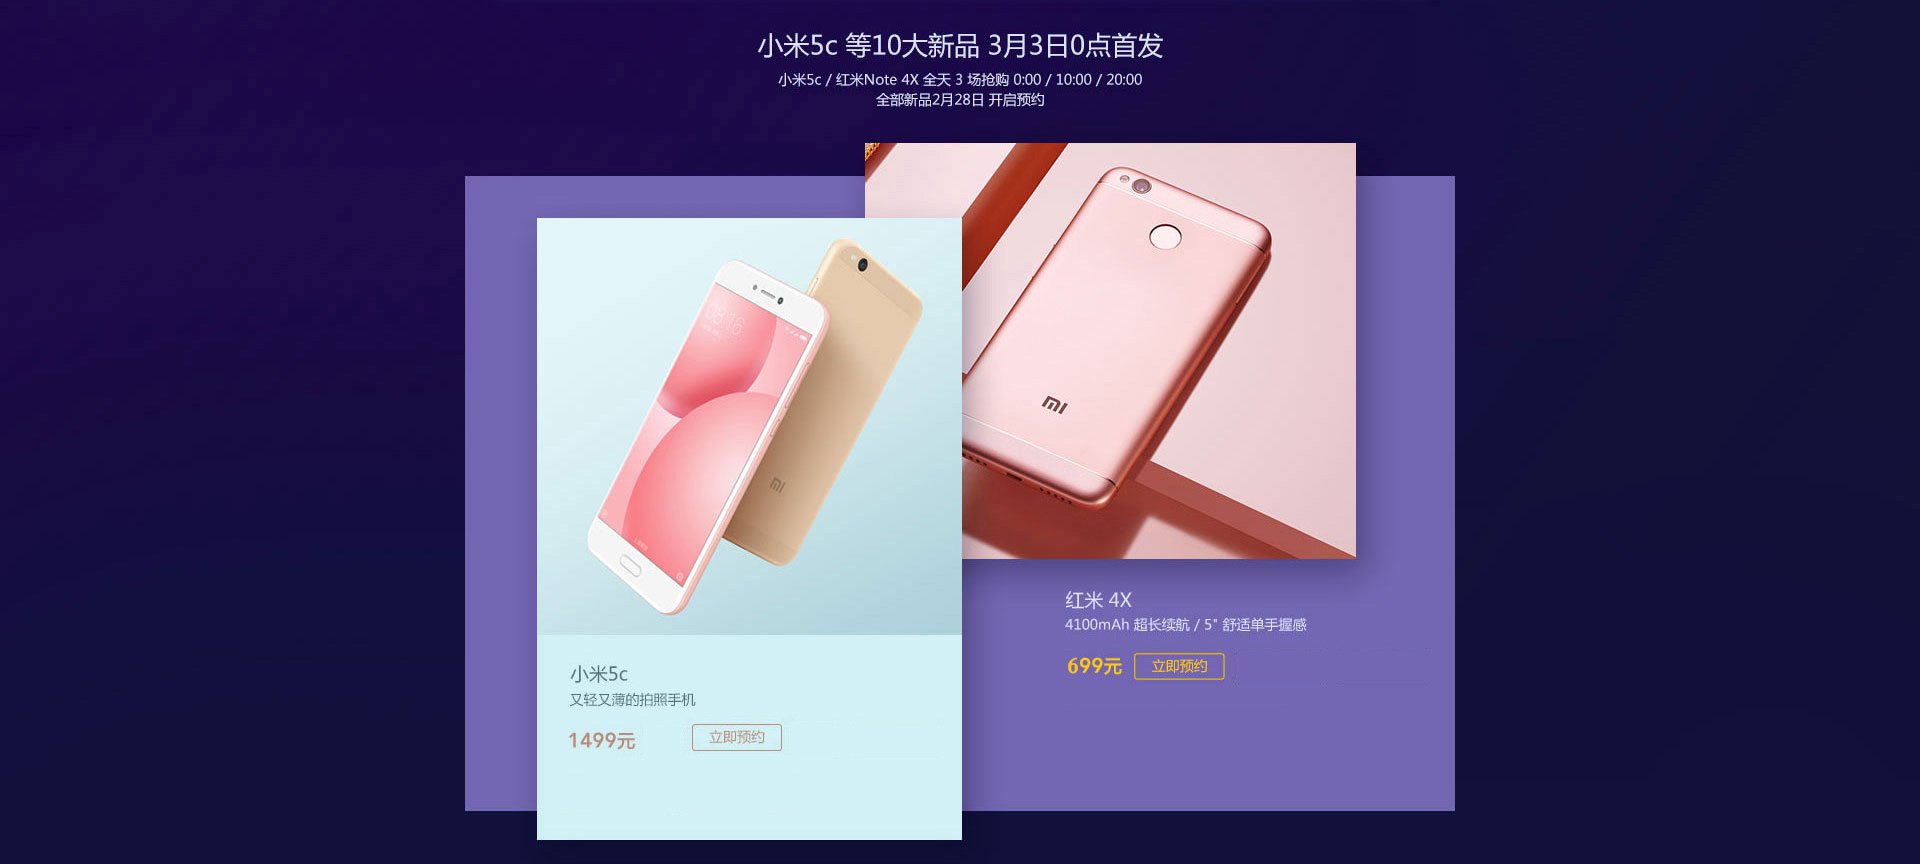 小米5c 等10大新品 3月3日0点首发
小米5c / 红米Note 4X 全天 3 场抢购 0:00 / 10:00 / 20:00
全部新品2月28日 开启预约
08:16
MI
MI
小米5c
又轻又薄的拍照手机
1499元 立即预约
红米 4X
4100mAh 超长续航 / 5" 舒适单手握感
699元 立即预约